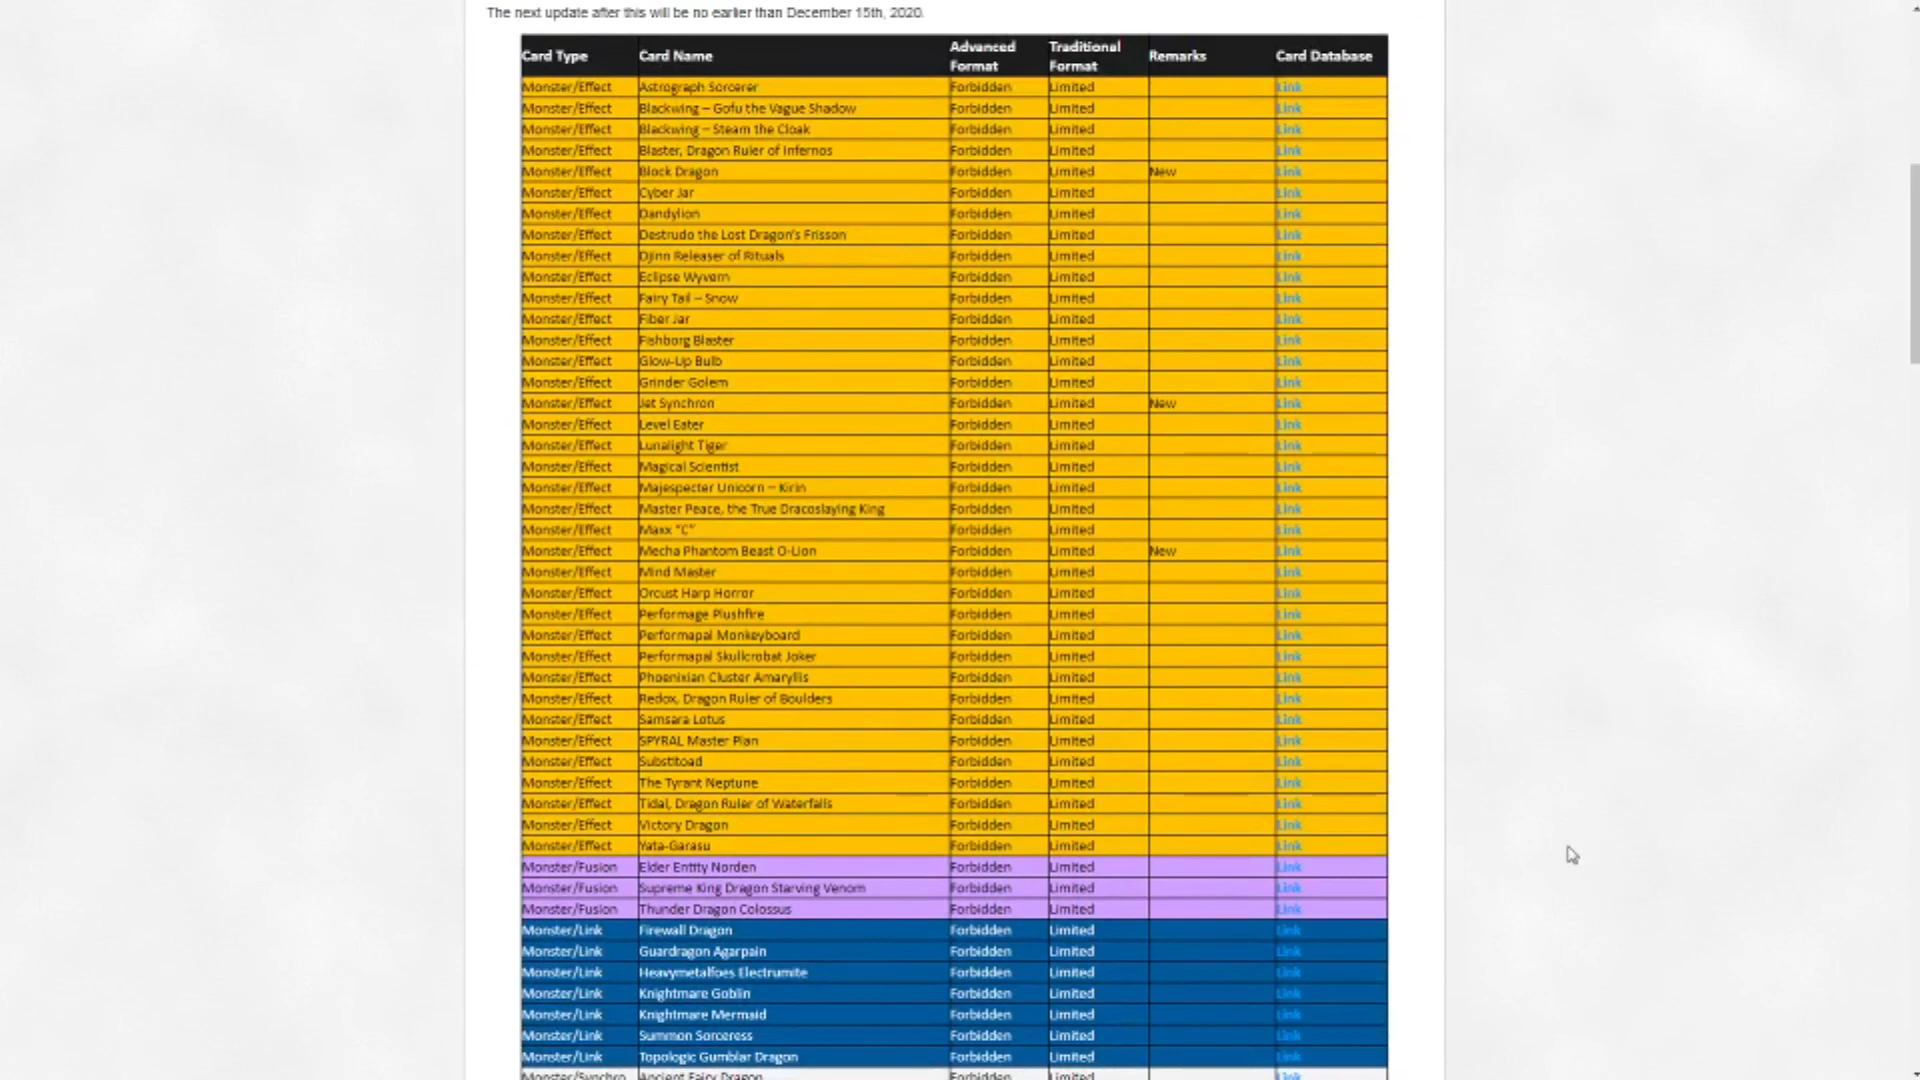 The next update after this will be no earlier than December 15th, 2020.
Card Type Card Name Advanced Format Traditional Format Remarks Card Database
Monster/Effect Astrograph Sorcerer Forbidden Limited Link
Monster/Effect Blackwing – Gofu the Vague Shadow Forbidden Limited Link
Monster/Effect Blackwing – Steam the Cloak Forbidden Limited Link
Monster/Effect Blaster, Dragon Ruler of Infernos Forbidden Limited Link
Monster/Effect Block Dragon Forbidden Limited New Link
Monster/Effect Cyber Jar Forbidden Limited Link
Monster/Effect Dandylion Forbidden Limited Link
Monster/Effect Destrudo the Lost Dragon's Frisson Forbidden Limited Link
Monster/Effect Djinn Releaser of Rituals Forbidden Limited Link
Monster/Effect Eclipse Wyvern Forbidden Limited Link
Monster/Effect Fairy Tail – Snow Forbidden Limited Link
Monster/Effect Fiber Jar Forbidden Limited Link
Monster/Effect Fishborg Blaster Forbidden Limited Link
Monster/Effect Glow-Up Bulb Forbidden Limited Link
Monster/Effect Grinder Golem Forbidden Limited Link
Monster/Effect Jet Synchron Forbidden Limited New Link
Monster/Effect Level Eater Forbidden Limited Link
Monster/Effect Lunalight Tiger Forbidden Limited Link
Monster/Effect Magical Scientist Forbidden Limited Link
Monster/Effect Majespecter Unicorn – Kirin Forbidden Limited Link
Monster/Effect Master Peace, the True Dracoslaying King Forbidden Limited Link
Monster/Effect Maxx "C" Forbidden Limited Link
Monster/Effect Mecha Phantom Beast O-Lion Forbidden Limited New Link
Monster/Effect Mind Master Forbidden Limited Link
Monster/Effect Orcust Harp Horror Forbidden Limited Link
Monster/Effect Performage Plushfire Forbidden Limited Link
Monster/Effect Performapal Monkeyboard Forbidden Limited Link
Monster/Effect Performapal Skullcrobat Joker Forbidden Limited Link
Monster/Effect Phoenixian Cluster Amaryllis Forbidden Limited Link
Monster/Effect Redox, Dragon Ruler of Boulders Forbidden Limited Link
Monster/Effect Samsara Lotus Forbidden Limited Link
Monster/Effect SPYRAL Master Plan Forbidden Limited Link
Monster/Effect Substitoad Forbidden Limited Link
Monster/Effect The Tyrant Neptune Forbidden Limited Link
Monster/Effect Tidal, Dragon Ruler of Waterfalls Forbidden Limited Link
Monster/Effect Victory Dragon Forbidden Limited Link
Monster/Effect Yata-Garasu Forbidden Limited Link
Monster/Fusion Elder Entity Norden Forbidden Limited Link
Monster/Fusion Supreme King Dragon Starving Venom Forbidden Limited Link
Monster/Fusion Thunder Dragon Colossus Forbidden Limited Link
Monster/Link Firewall Dragon Forbidden Limited Link
Monster/Link Guardragon Agarpain Forbidden Limited Link
Monster/Link Heavymetalfoes Electrumite Forbidden Limited Link
Monster/Link Knightmare Goblin Forbidden Limited Link
Monster/Link Knightmare Mermaid Forbidden Limited Link
Monster/Link Summon Sorceress Forbidden Limited Link
Monster/Link Topologic Gumblar Dragon Forbidden Limited Link
Monster/Synchro Ancient Fairy Dragon Forbidden Limited Link